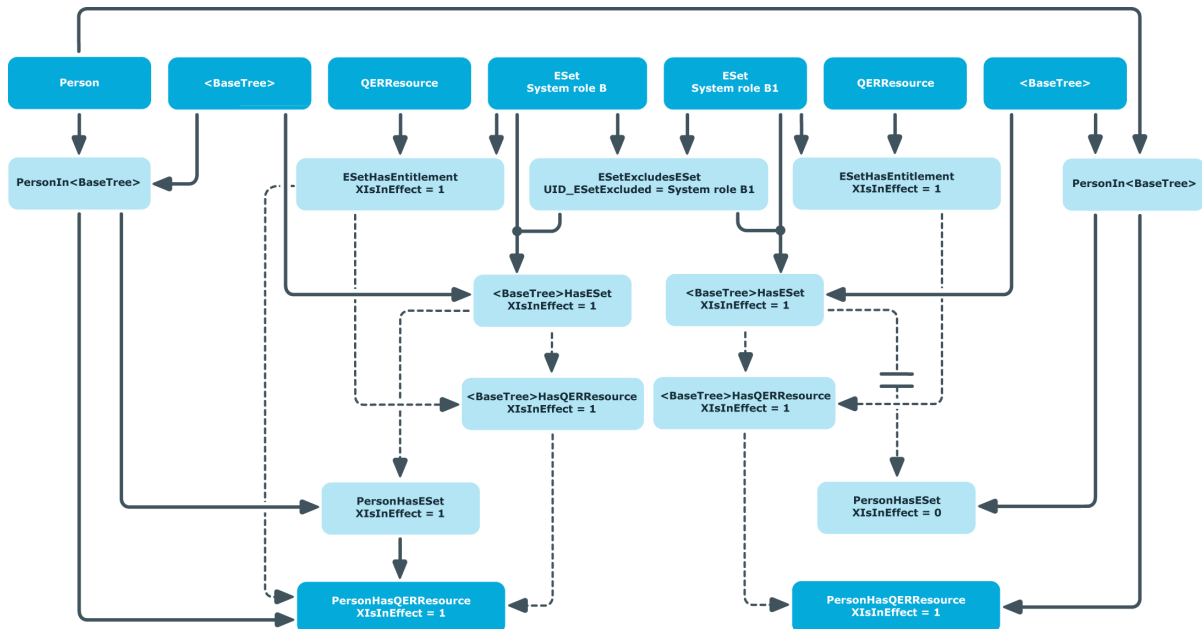 Person
<BaseTree>
QERResource
ESet
System role B
ESet
System role B1
QERResource
<BaseTree>
PersonIn<BaseTree>
ESetHasEntitlement
XIsInEffect = 1
ESetExcludesESet
UID_ESetExcluded = System role B1
ESetHasEntitlement
XIsInEffect = 1
PersonIn<BaseTree>
<BaseTree>HasESet
XIsInEffect = 1
<BaseTree>HasESet
XIsInEffect = 1
<BaseTree>HasQERResource
XIsInEffect = 1
<BaseTree>HasQERResource
XIsInEffect = 1
PersonHasESet
XIsInEffect = 1
PersonHasESet
XIsInEffect = 0
PersonHasQERResource
XIsInEffect = 1
PersonHasQERResource
XIsInEffect = 1